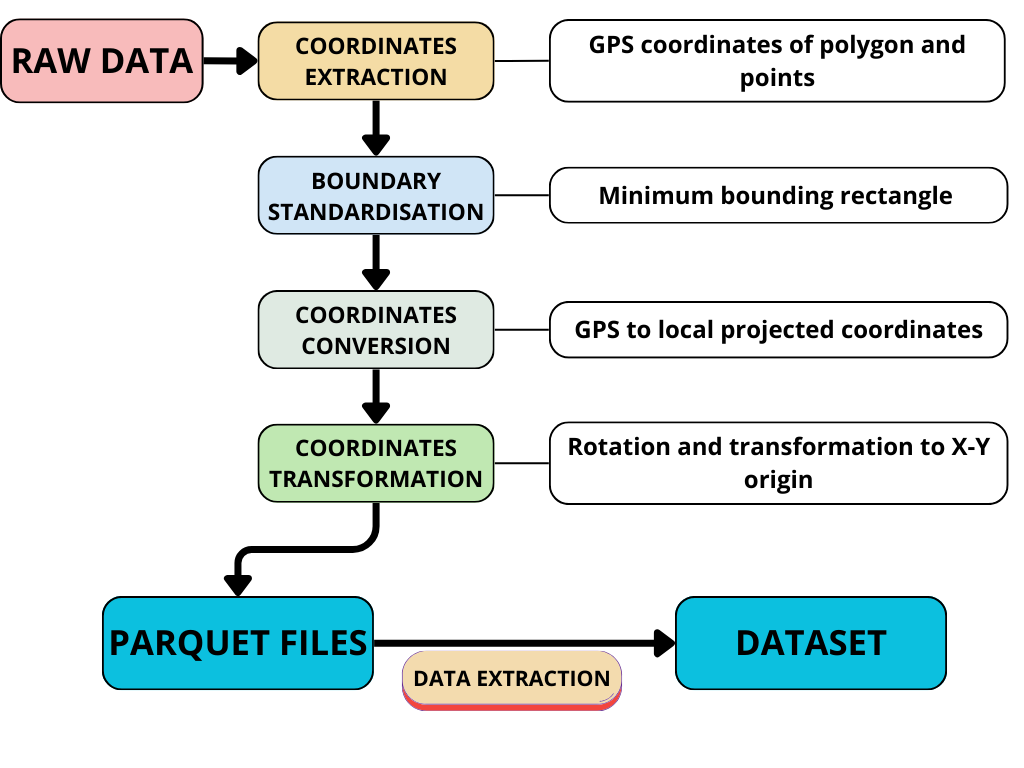 RAW DATA
COORDINATES
EXTRACTION
GPS coordinates of polygon and
points
BOUNDARY
STANDARDISATION
Minimum bounding rectangle
COORDINATES
CONVERSION
GPS to local projected coordinates
COORDINATES
TRANSFORMATION
Rotation and transformation to X-Y
origin
PARQUET FILES
DATASET
DATA EXTRACTION